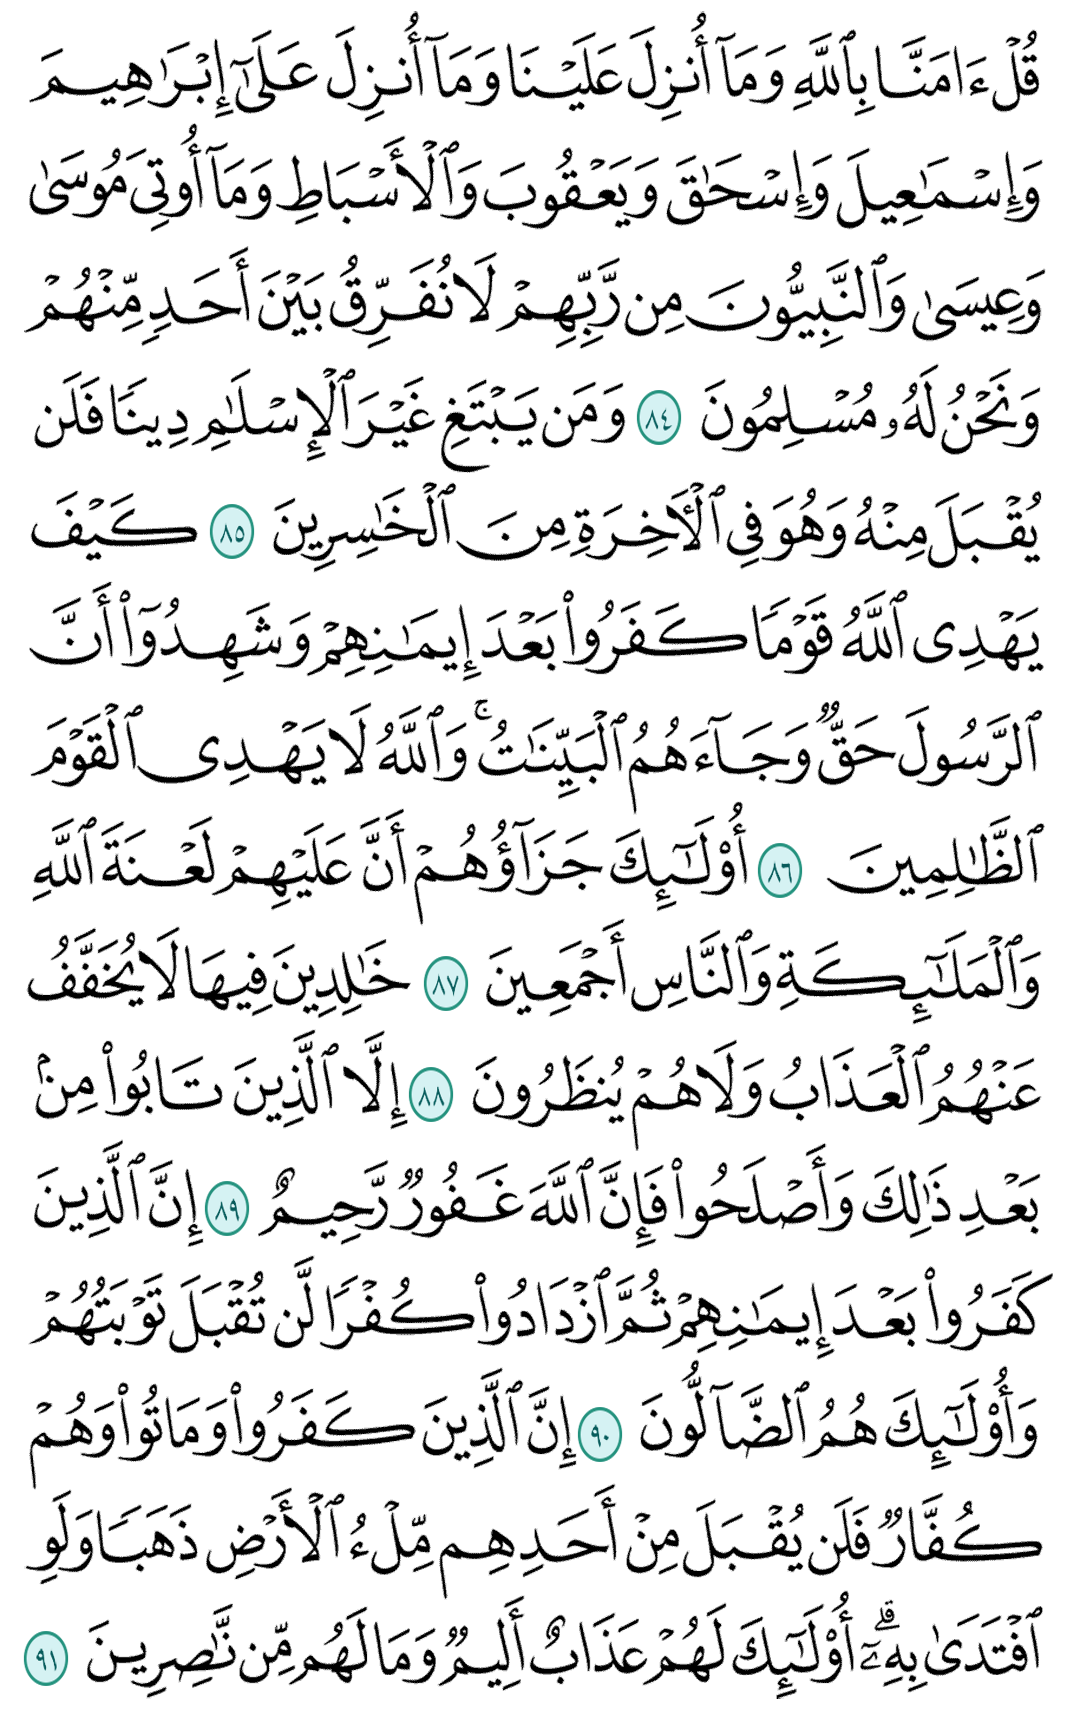 قُلۡ ءَامَنَّا بِٱللَّهِ وَمَآ أُنزِلَ عَلَيۡنَا وَمَآ أُنزِلَ عَلَىٰٓ إِبۡرَٰهِيمَ
وَإِسۡمَٰعِيلَ وَإِسۡحَٰقَ وَيَعۡقُوبَ وَٱلۡأَسۡبَاطِ وَمَآ أُوتِيَ مُوسَىٰ
وَعِيسَىٰ وَٱلنَّبِيُّونَ مِن رَّبِّهِمۡ لَا نُفَرِّقُ بَيۡنَ أَحَدٖ مِّنۡهُمۡ
وَنَحۡنُ لَهُۥ مُسۡلِمُونَ ٨٤ وَمَن يَبۡتَغِ غَيۡرَ ٱلۡإِسۡلَٰمِ دِينٗا فَلَن
يُقۡبَلَ مِنۡهُ وَهُوَ فِي ٱلۡأٓخِرَةِ مِنَ ٱلۡخَٰسِرِينَ ٨٥ كَيۡفَ
يَهۡدِي ٱللَّهُ قَوۡمٗا كَفَرُواْ بَعۡدَ إِيمَٰنِهِمۡ وَشَهِدُوٓاْ أَنَّ
ٱلرَّسُولَ حَقّٞ وَجَآءَهُمُ ٱلۡبَيِّنَٰتُۚ وَٱللَّهُ لَا يَهۡدِي ٱلۡقَوۡمَ
ٱلظَّٰلِمِينَ ٨٦ أُوْلَٰٓئِكَ جَزَآؤُهُمۡ أَنَّ عَلَيۡهِمۡ لَعۡنَةَ ٱللَّهِ
وَٱلۡمَلَٰٓئِكَةِ وَٱلنَّاسِ أَجۡمَعِينَ ٨٧ خَٰلِدِينَ فِيهَا لَا يُخَفَّفُ
عَنۡهُمُ ٱلۡعَذَابُ وَلَا هُمۡ يُنظَرُونَ ٨٨ إِلَّا ٱلَّذِينَ تَابُواْ مِنۢ
بَعۡدِ ذَٰلِكَ وَأَصۡلَحُواْ فَإِنَّ ٱللَّهَ غَفُورٞ رَّحِيمٌ ٨٩ إِنَّ ٱلَّذِينَ
كَفَرُواْ بَعۡدَ إِيمَٰنِهِمۡ ثُمَّ ٱزۡدَادُواْ كُفۡرٗا لَّن تُقۡبَلَ تَوۡبَتُهُمۡ
وَأُوْلَٰٓئِكَ هُمُ ٱلضَّآلُّونَ ٩٠ إِنَّ ٱلَّذِينَ كَفَرُواْ وَمَاتُواْ وَهُمۡ
كُفَّارٞ فَلَن يُقۡبَلَ مِنۡ أَحَدِهِم مِّلۡءُ ٱلۡأَرۡضِ ذَهَبٗا وَلَوِ
ٱفۡتَدَىٰ بِهِۦٓۗ أُوْلَٰٓئِكَ لَهُمۡ عَذَابٌ أَلِيمٞ وَمَا لَهُم مِّن نَّٰصِرِينَ ٩١